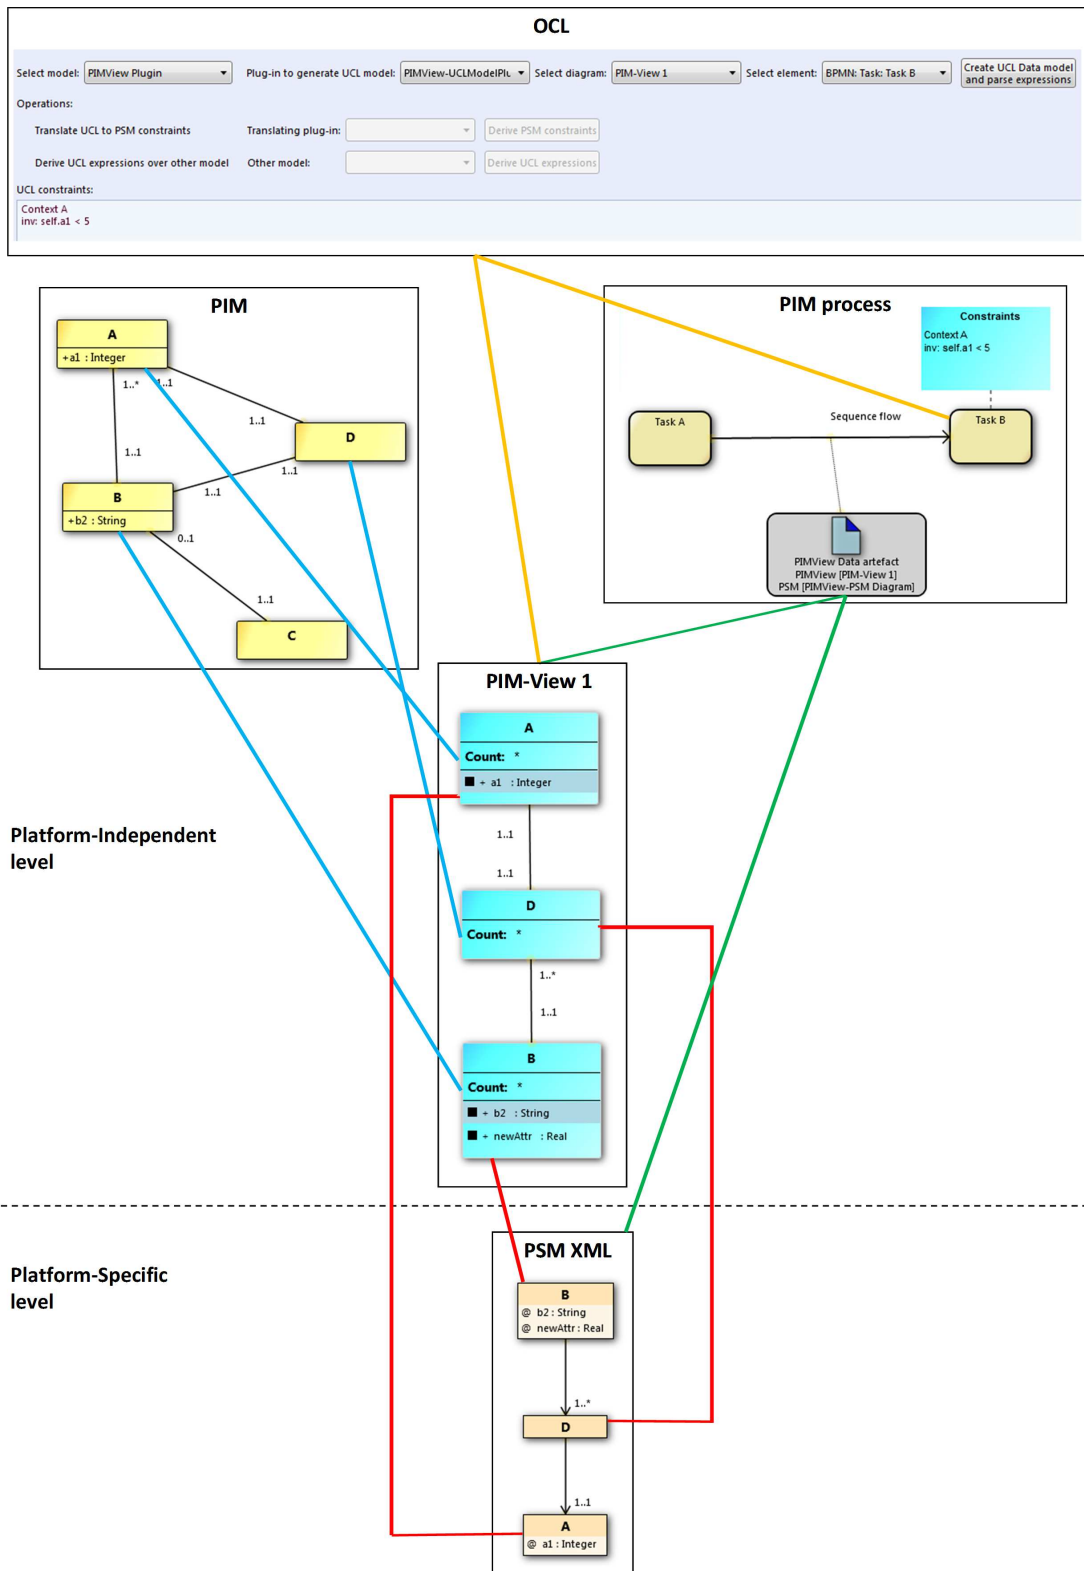 OCL
Select model: PIMView Plugin Plug-in to generate UCL model: PIMView-UCLModelPlu Select diagram: PIM-View 1 Select element: BPMN: Task: Task B Create UCL Data model
and parse expressions
Operations:
Translate UCL to PSM constraints Translating plug-in: Derive PSM constraints
Derive UCL expressions over other model Other model: Derive UCL expressions
UCL constraints:
Context A
inv: self.a1 < 5
PIM
A
+a1 : Integer
1..*
1..1
1..1
1..1
D
1..1
1..1
B
+b2 : String
0..1
1..1
C
PIM process
Constraints
Context A
inv: self.a1 < 5
Task A
Sequence flow
Task B
PIMView Data artefact
PIMView [PIM-View 1]
PSM [PIMView-PSM Diagram]
PIM-View 1
A
Count: *
+ a1 : Integer
1..1
1..1
D
Count: *
1..*
1..1
B
Count: *
+ b2 : String
+ newAttr : Real
Platform-Independent
level
Platform-Specific
level
PSM XML
B
@ b2 : String
@ newAttr : Real
1..*
D
1..1
A
@ a1 : Integer